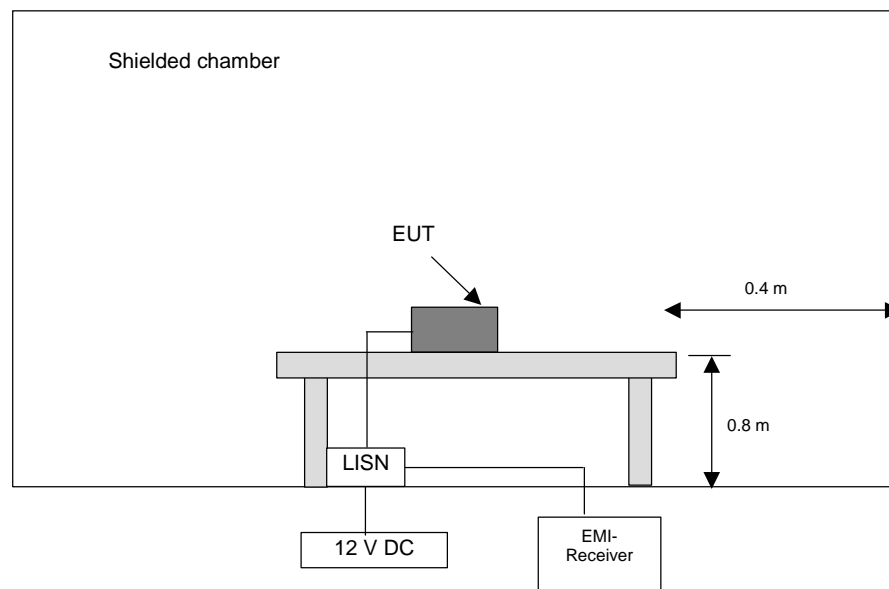 Shielded chamber
EUT
0.4 m
0.8 m
LISN
12 V DC
EMI-
Receiver